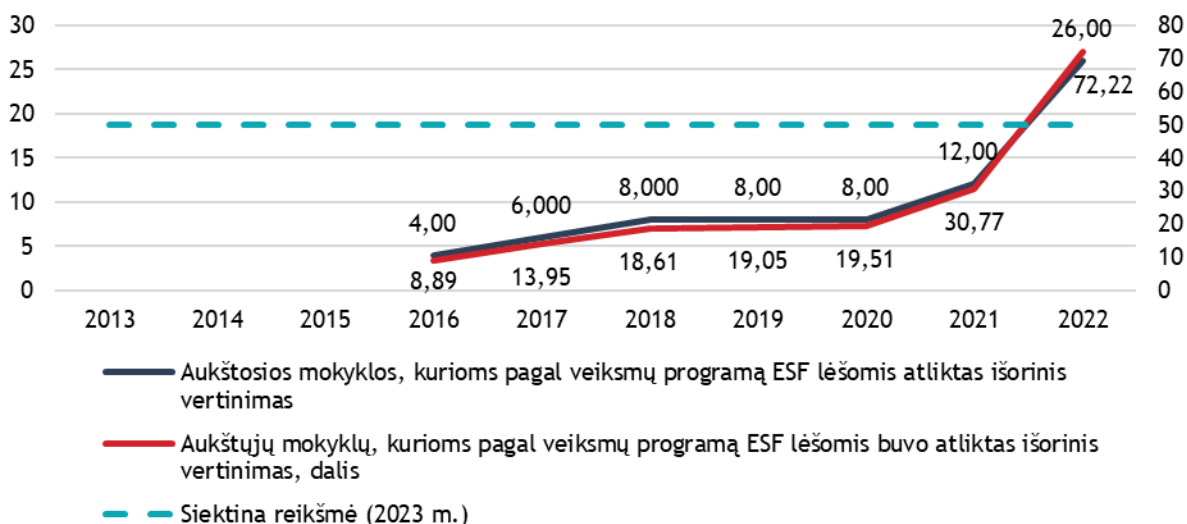 30 80
25 70
20 60
15 50
10 40
5 30
0 20
10
0
26,00
72,22
12,00
8,000 8,00 8,00
6,000
4,00
30,77
18,61 19,05 19,51
13,95
8,89
2013 2014 2015 2016 2017 2018 2019 2020 2021 2022
Aukštosios mokyklos, kurioms pagal veiksmų programą ESF lėšomis atliktas išorinis
vertinimas
Aukštųjų mokyklų, kurioms pagal veiksmų programą ESF lėšomis buvo atliktas išorinis
vertinimas, dalis
Siektina reikšmė (2023 m.)